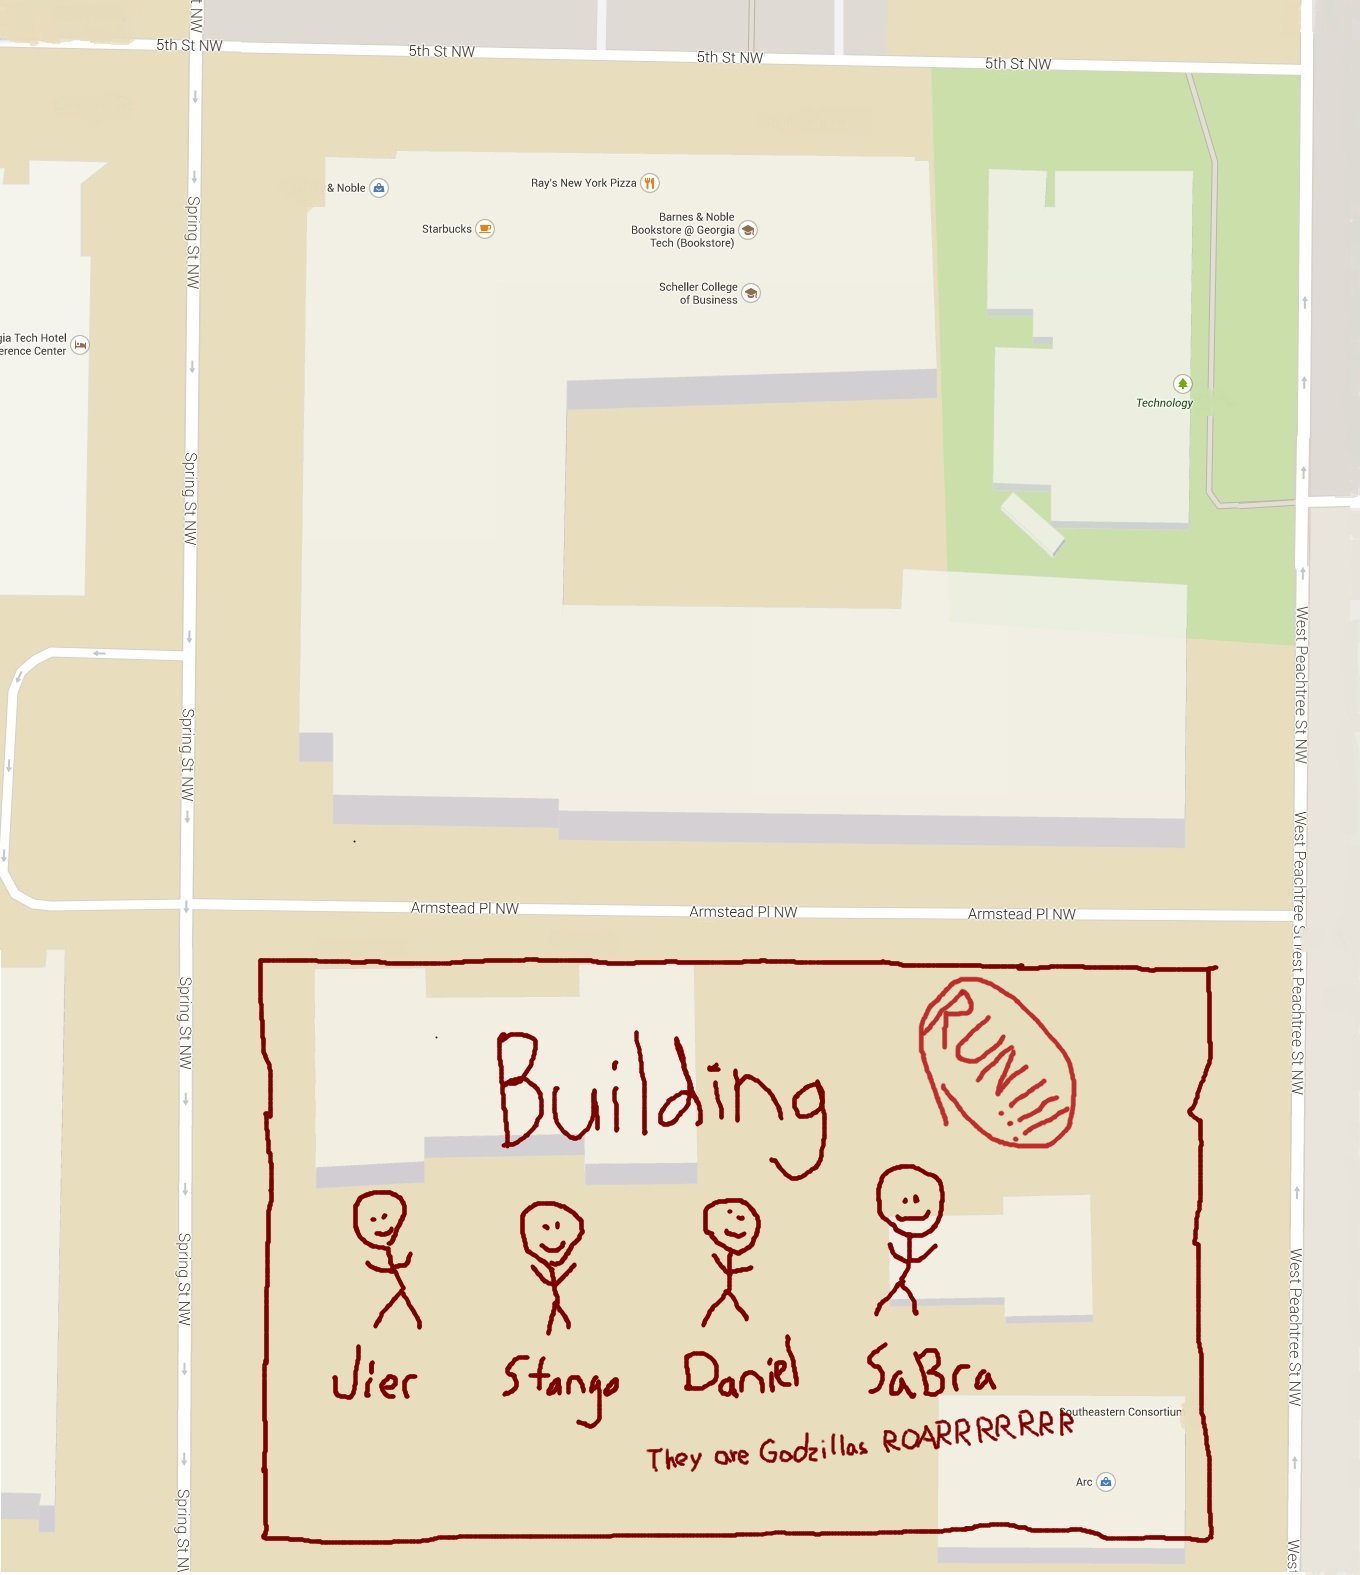 5th St NW
5th St NW
5th St NW
5th St NW
t NW
& Noble
Ray's New York Pizza
Starbucks
Barnes & Noble
Bookstore @ Georgia
Tech (Bookstore)
Scheller College
of Business
Spring St NW
gia Tech Hotel
erence Center
Technology
Spring St NW
West Peachtree St NW
Spring St NW
West Peachtree St
Armstead Pl NW
Armstead Pl NW
Armstead Pl NW
West Peachtree St NW
Spring St NW
RUN!!!
Building
Spring St NW
West Peachtree St NW
Jier
Stango
Daniel
SaBra
Southeastern Consortium
They are Godzillas ROARRRRRRR
Arc
Spring St NW
West